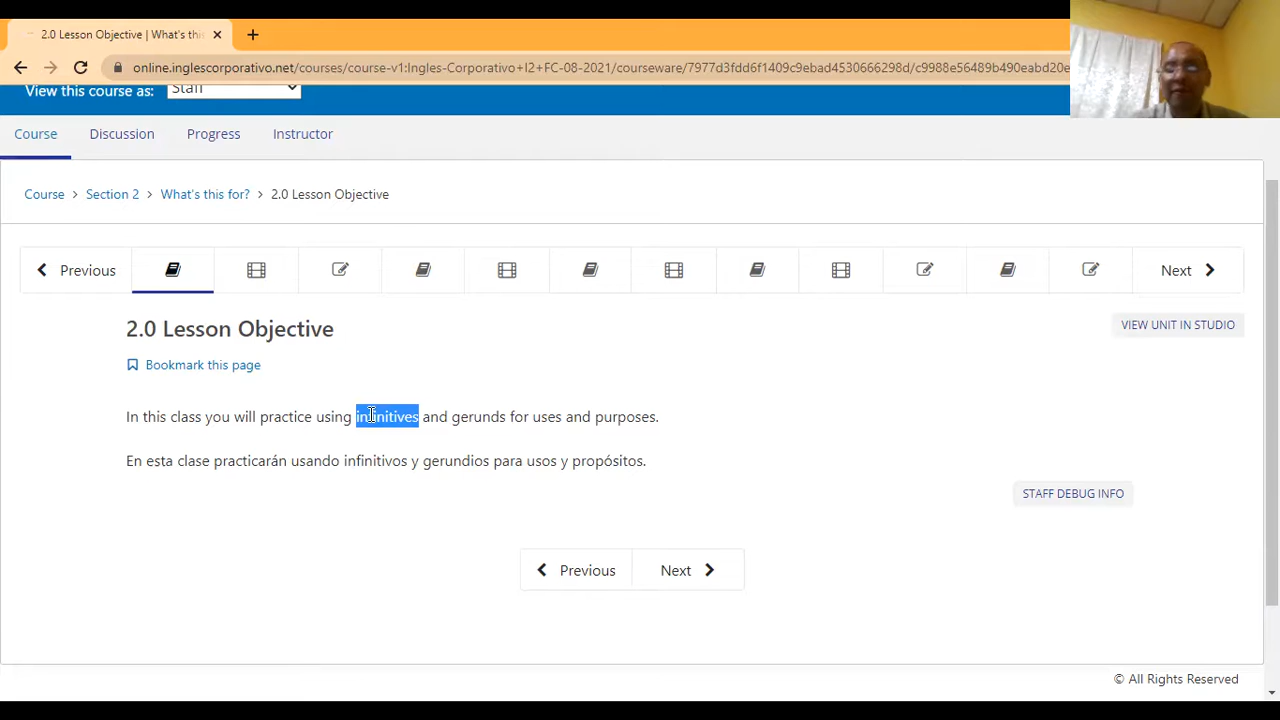 2.0 Lesson Objective | What's this
online.inglescorporativo.net/courses/course-v1:Ingles-Corporativo+I2+FC-08-2021/courseware/7977d3fdd6f1409c9ebad4530666298d/c9988e56489b490eabd20e
View this course as: Staff
Course Discussion Progress Instructor
Course > Section 2 > What's this for? > 2.0 Lesson Objective
Previous Next
2.0 Lesson Objective
VIEW UNIT IN STUDIO
Bookmark this page
In this class you will practice using infinitives and gerunds for uses and purposes.
En esta clase practicarán usando infinitivos y gerundios para usos y propósitos.
STAFF DEBUG INFO
Previous Next
© All Rights Reserved